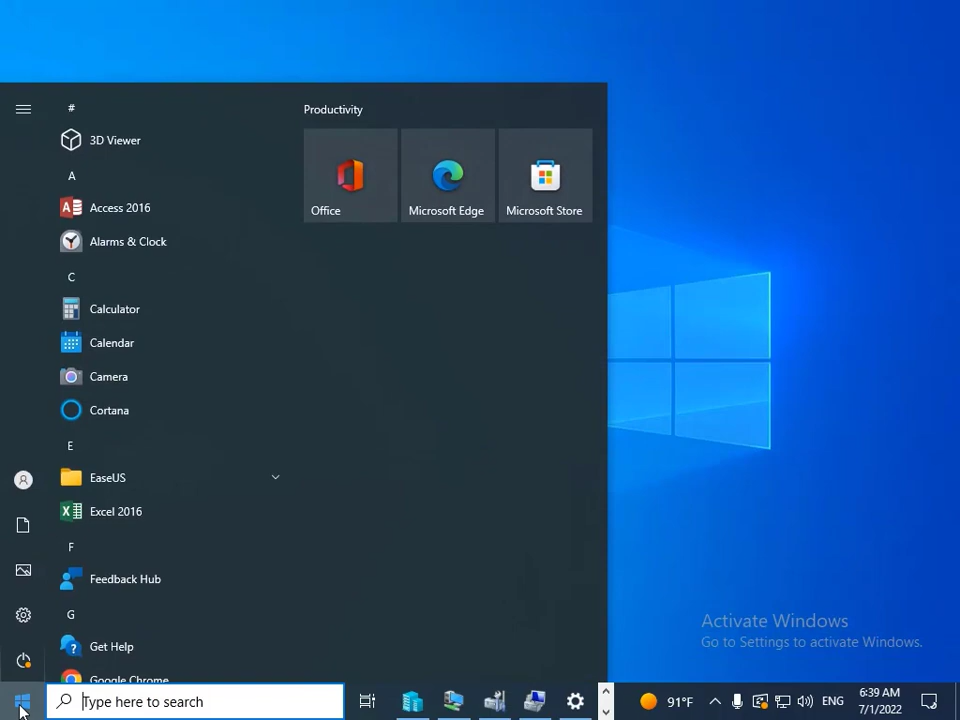 #
3D Viewer
A
Access 2016
Alarms & Clock
C
Calculator
Calendar
Camera
Cortana
E
EaseUS
Excel 2016
F
Feedback Hub
G
Get Help
Google Chrome
Productivity
Office
Microsoft Edge
Microsoft Store
Activate Windows
Go to Settings to activate Windows.
Type here to search
91°F
ENG
6:39 AM
7/1/2022